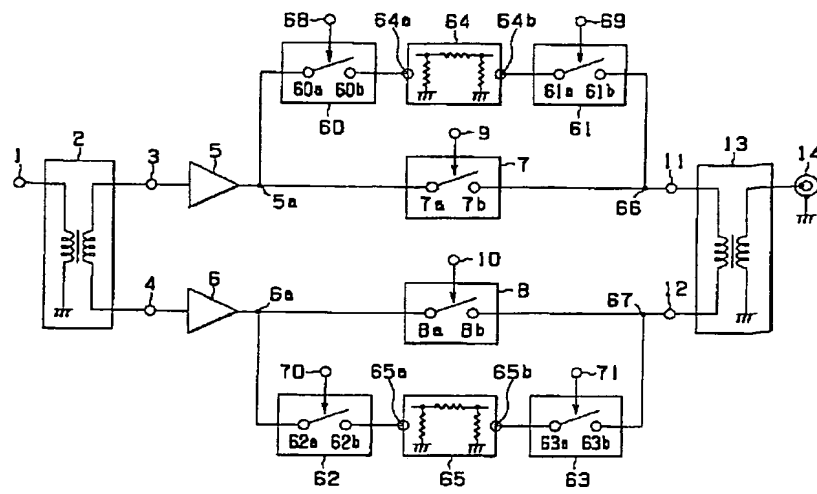 68 64a 64 64b 69
60a 60b 61a 61b
60 61
1 2 3 5 9 7 11 13 14
5a 7a 7b 66
4 6 6a 10 8 67 12
8a 8b
70 65a 65b 71
62a 62b 63a 63b
62 65 63